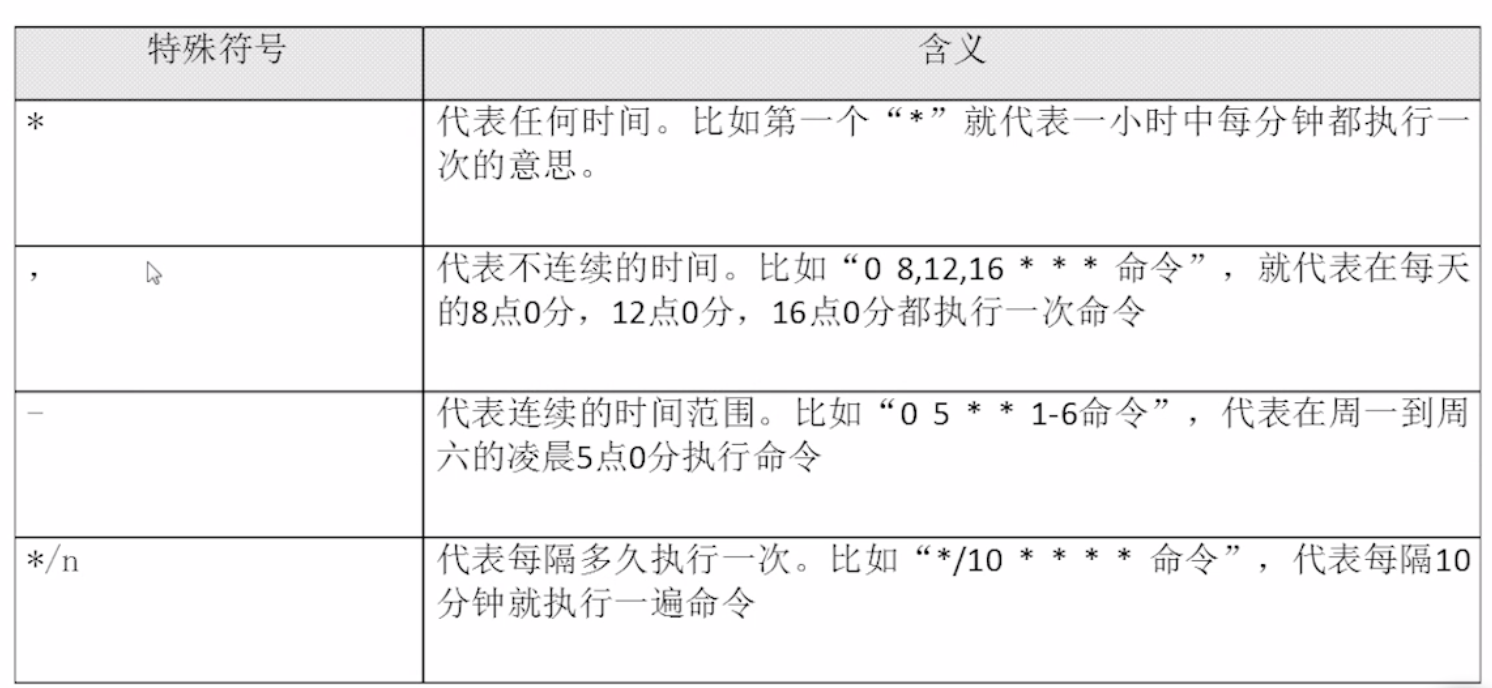 特殊符号 含义
* 代表任何时间。比如第一个“*”就代表一小时中每分钟都执行一
次的意思。
, 代表不连续的时间。比如“0 8,12,16 * * * 命令”，就代表在每天
的8点0分，12点0分，16点0分都执行一次命令
- 代表连续的时间范围。比如“0 5 * * 1-6命令”，代表在周一到周
六的凌晨5点0分执行命令
*/n 代表每隔多久执行一次。比如“*/10 * * * * 命令”，代表每隔10
分钟就执行一遍命令